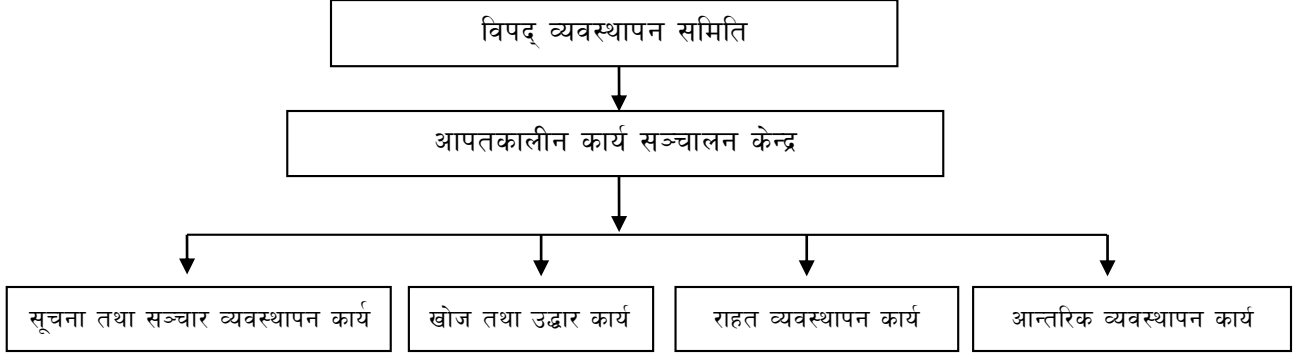 विपद् व्यवस्थापन समिति
आपतकालीन कार्य सञ्चालन केन्द्र
सूचना तथा सञ्चार व्यवस्थापन कार्य
खोज तथा उद्धार कार्य
राहत व्यवस्थापन कार्य
आन्तरिक व्यवस्थापन कार्य